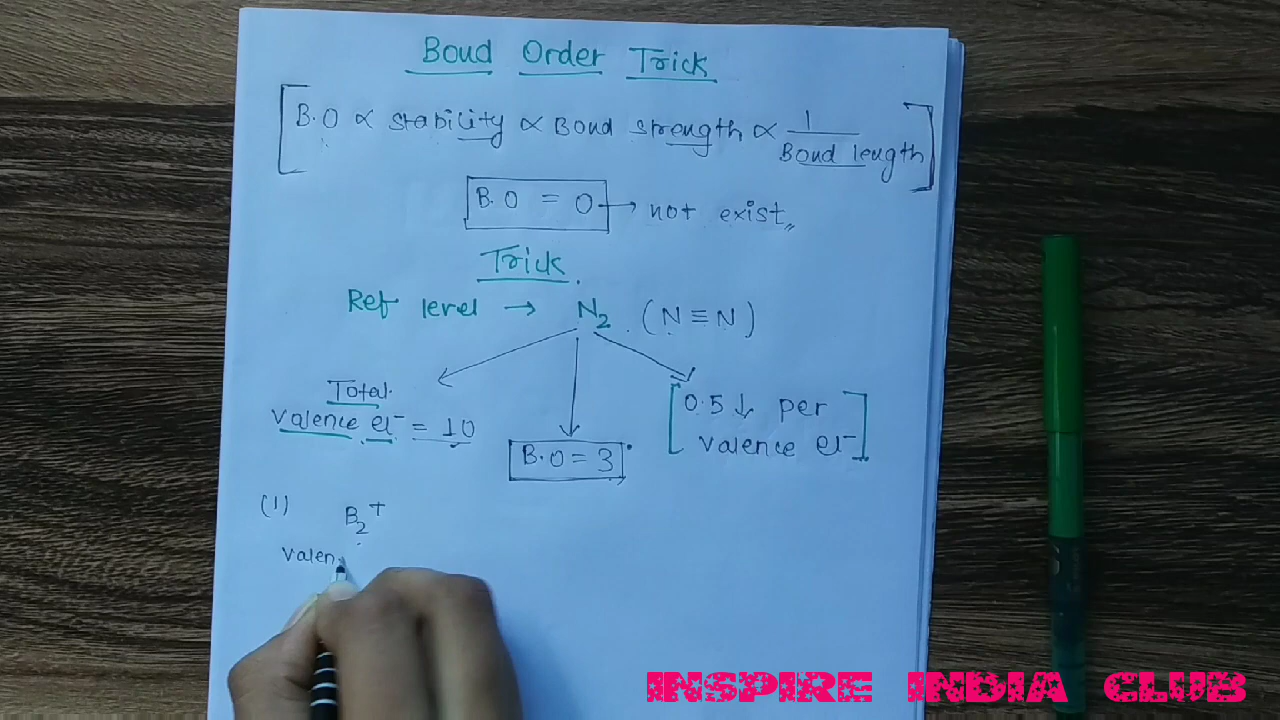 Bond Order Trick
[B.O ∝ stability ∝ Bond strength ∝ 1/Bond length]
B.O = 0 → not exist,,
Trick.
Ref level → N₂ . (N≡N)
Total.
Valence el⁻ = 10
B.O = 3
[0.5↓ per
valence el⁻]
(1) B₂⁺
Valen
INSPIRE INDIA CLUB